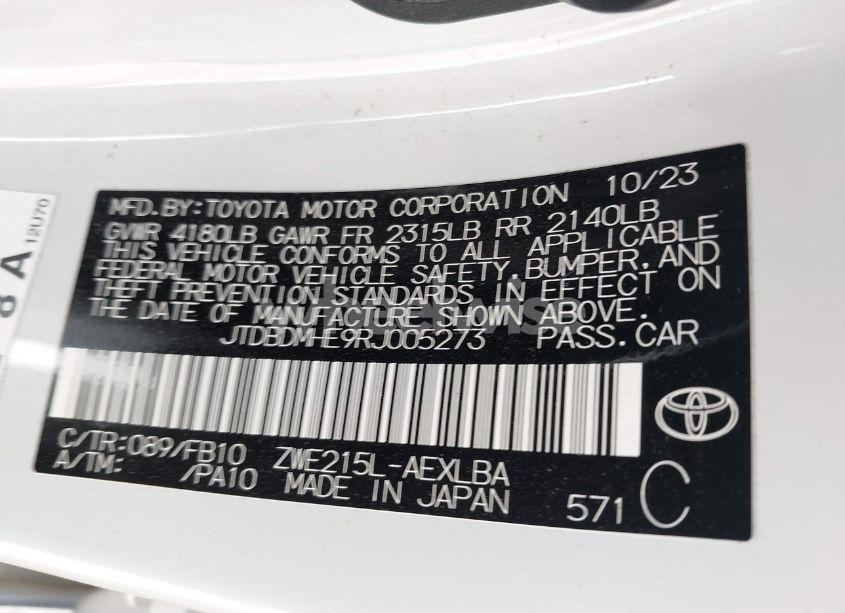 MFD.BY:TOYOTA MOTOR CORPORATION 10/23
GVWR 4180LB GAWR FR 2315LB RR 2140LB
THIS VEHICLE CONFORMS TO ALL APPLICABLE
FEDERAL MOTOR VEHICLE SAFETY,BUMPER,AND
THEFT PREVENTION STANDARDS IN EFFECT ON
THE DATE OF MANUFACTURE SHOWN ABOVE.
JTDBDMHE9RJ005273 PASS.CAR
C/TR:089/FB10 ZWE215L-AEXLBA
A/TM: /PA10 MADE IN JAPAN
571 C
12U70